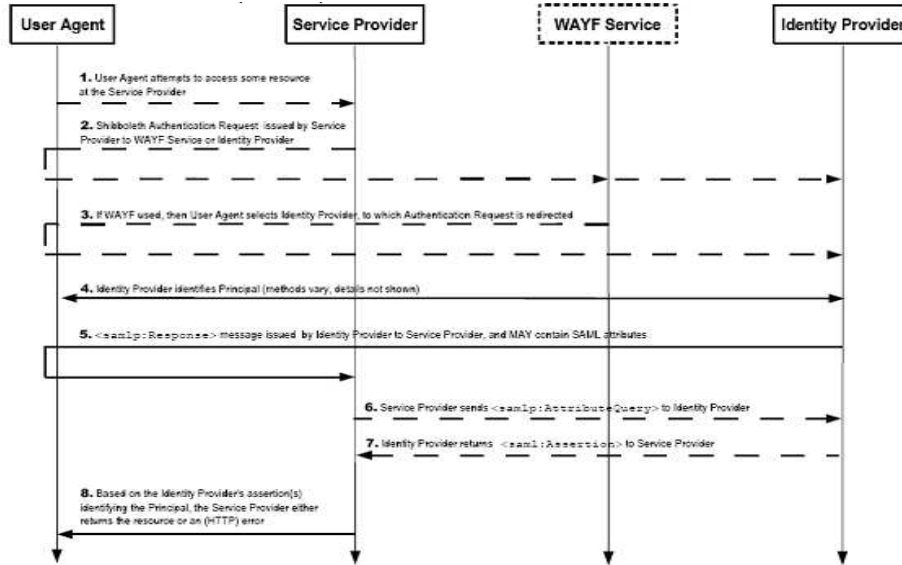 User Agent
Service Provider
WAYF Service
Identity Provider
1. User Agent attempts to access some resource
at the Service Provider
2. Shibboleth Authentication Request issued by Service
Provider to WAYF Service or Identity Provider
3. If WAYF used, then User Agent selects Identity Provider, to which Authentication Request is redirected
4. Identity Provider identifies Principal (methods vary, details not shown)
5. <samlp:Response> message issued by Identity Provider to Service Provider, and MAY contain SAML attributes
6. Service Provider sends <samlp:AttributeQuery> to Identity Provider
7. Identity Provider returns <saml:Assertion> to Service Provider
8. Based on the Identity Provider's assertion(s)
identifying the Principal, the Service Provider either
returns the resource or an (HTTP) error